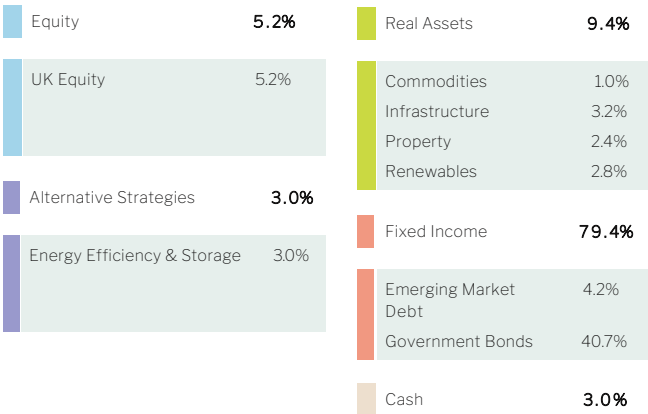 Equity 5.2%
UK Equity 5.2%
Alternative Strategies 3.0%
Energy Efficiency & Storage 3.0%
Real Assets 9.4%
Commodities 1.0%
Infrastructure 3.2%
Property 2.4%
Renewables 2.8%
Fixed Income 79.4%
Emerging Market 4.2%
Debt
Government Bonds 40.7%
Cash 3.0%